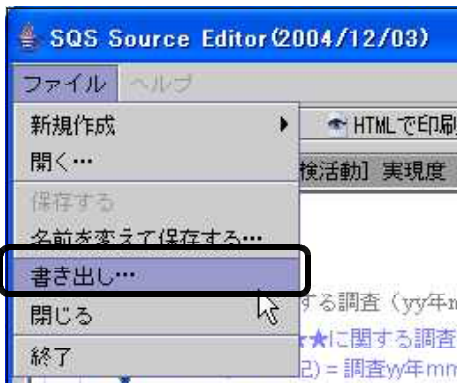 SQS Source Editor(2004/12/03)
ファイル ヘルプ
新規作成 HTMLで印刷
開く…
検活動] 実現度
保存する
名前を変えて保存する…
書き出し…
閉じる する調査 (yy年m
★に関する調査
終了 記) = 調査yy年mm